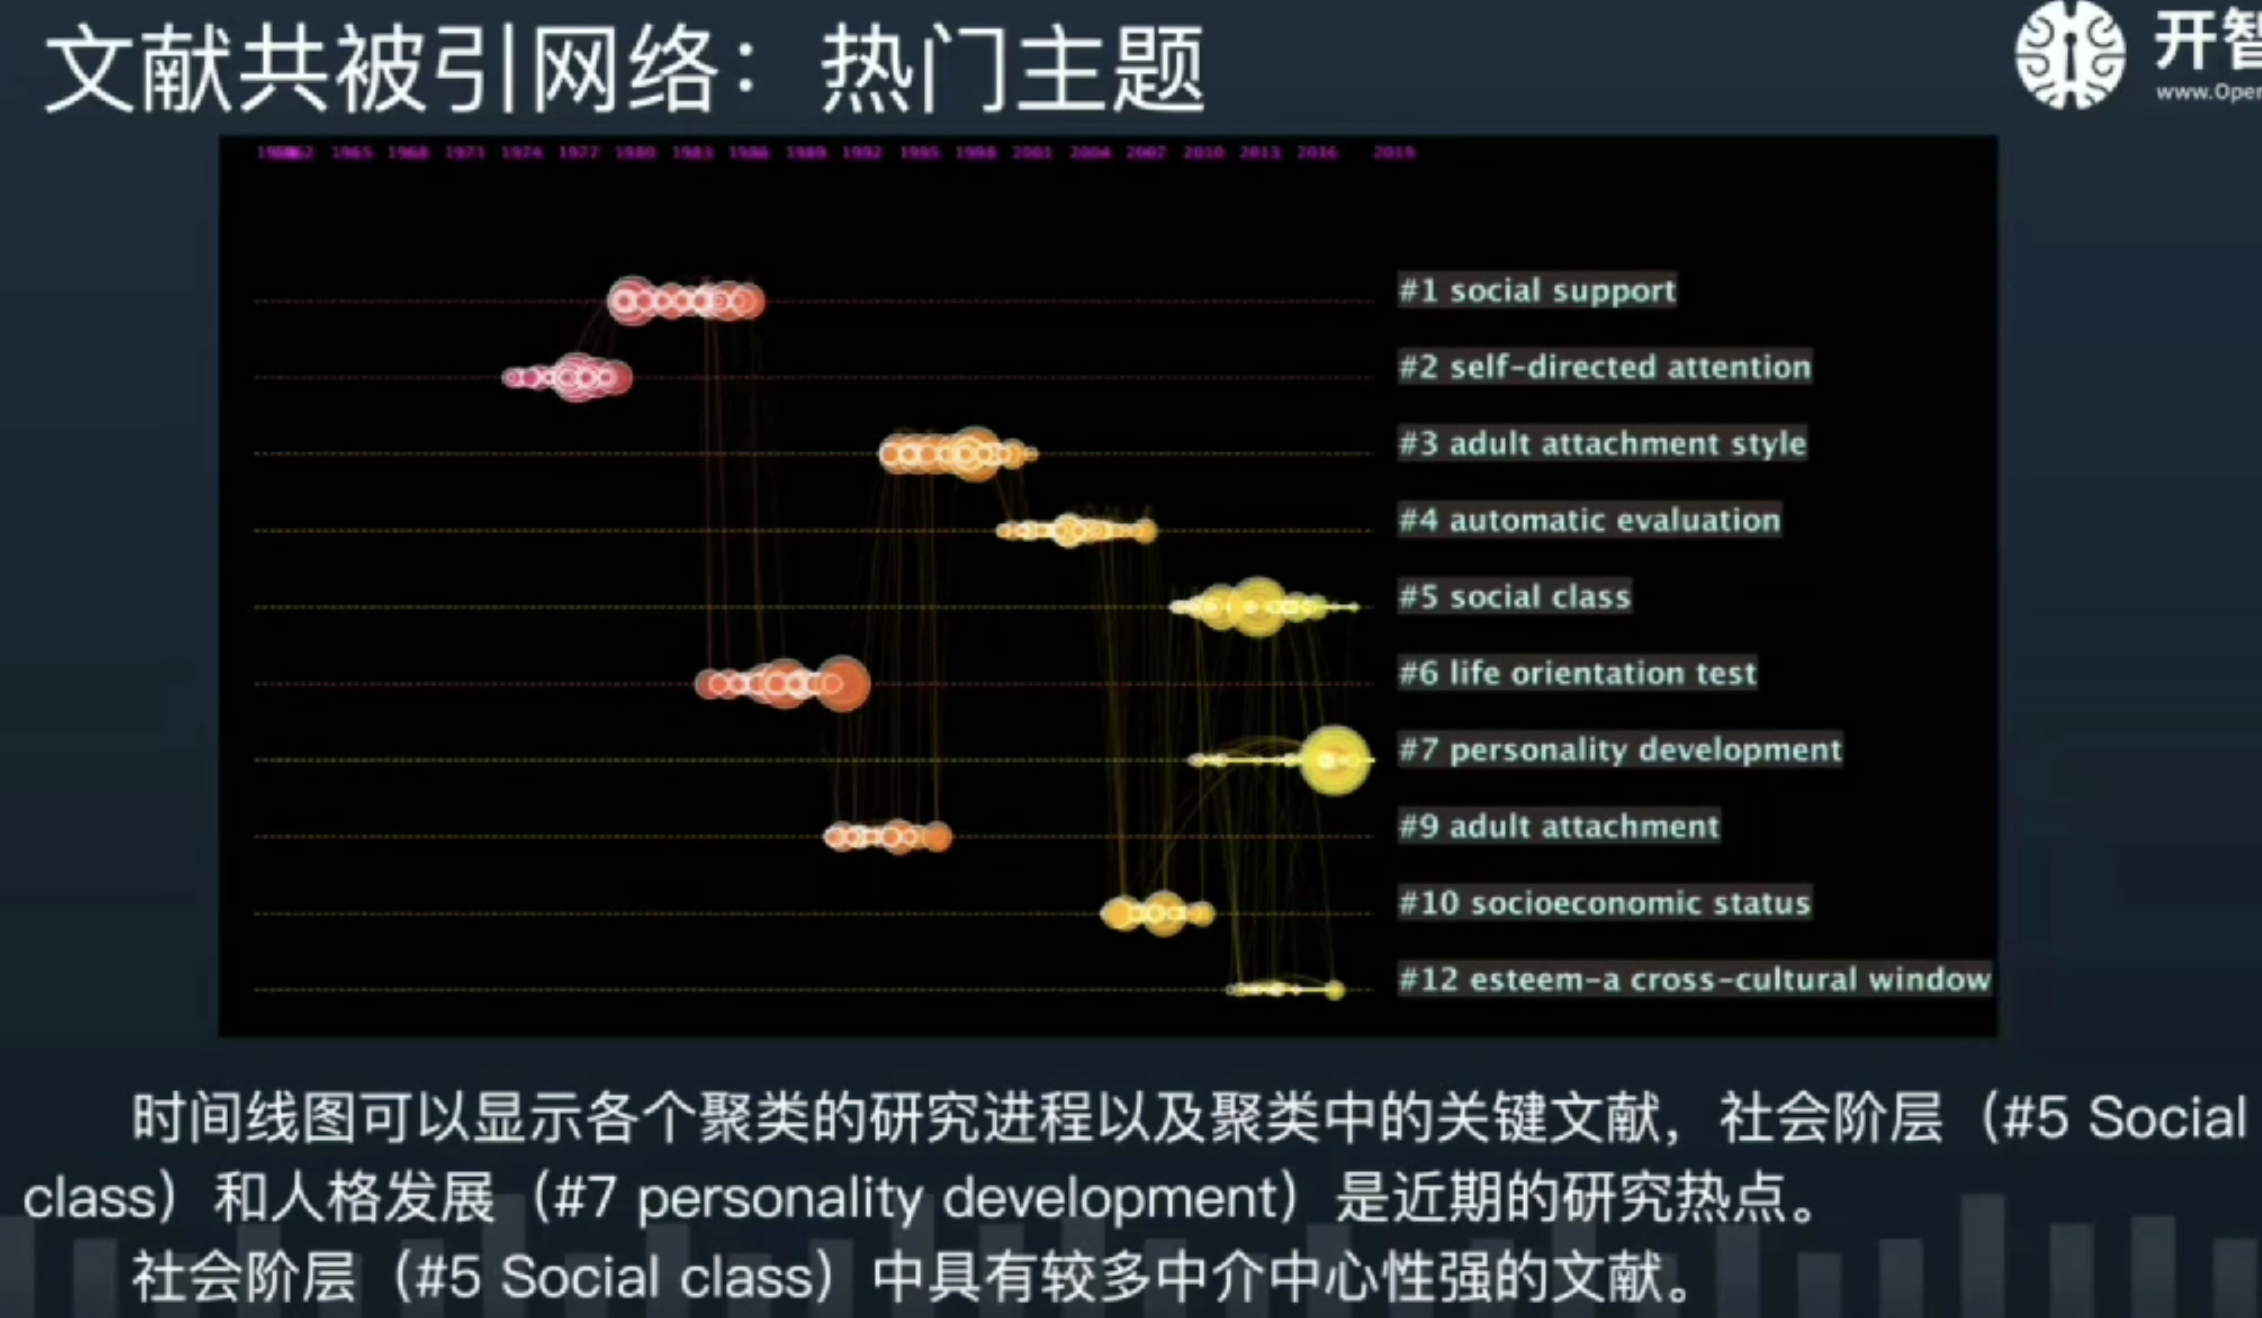 文献共被引网络：热门主题
开智
www.Open
1965 1968 1971 1974 1977 1980 1983 1986 1989 1992 1995 1998 2001 2004 2007 2010 2013 2016 2019
#1 social support
#2 self-directed attention
#3 adult attachment style
#4 automatic evaluation
#5 social class
#6 life orientation test
#7 personality development
#9 adult attachment
#10 socioeconomic status
#12 esteem-a cross-cultural window
时间线图可以显示各个聚类的研究进程以及聚类中的关键文献，社会阶层（#5 Social
class）和人格发展（#7 personality development）是近期的研究热点。
社会阶层（#5 Social class）中具有较多中介中心性强的文献。